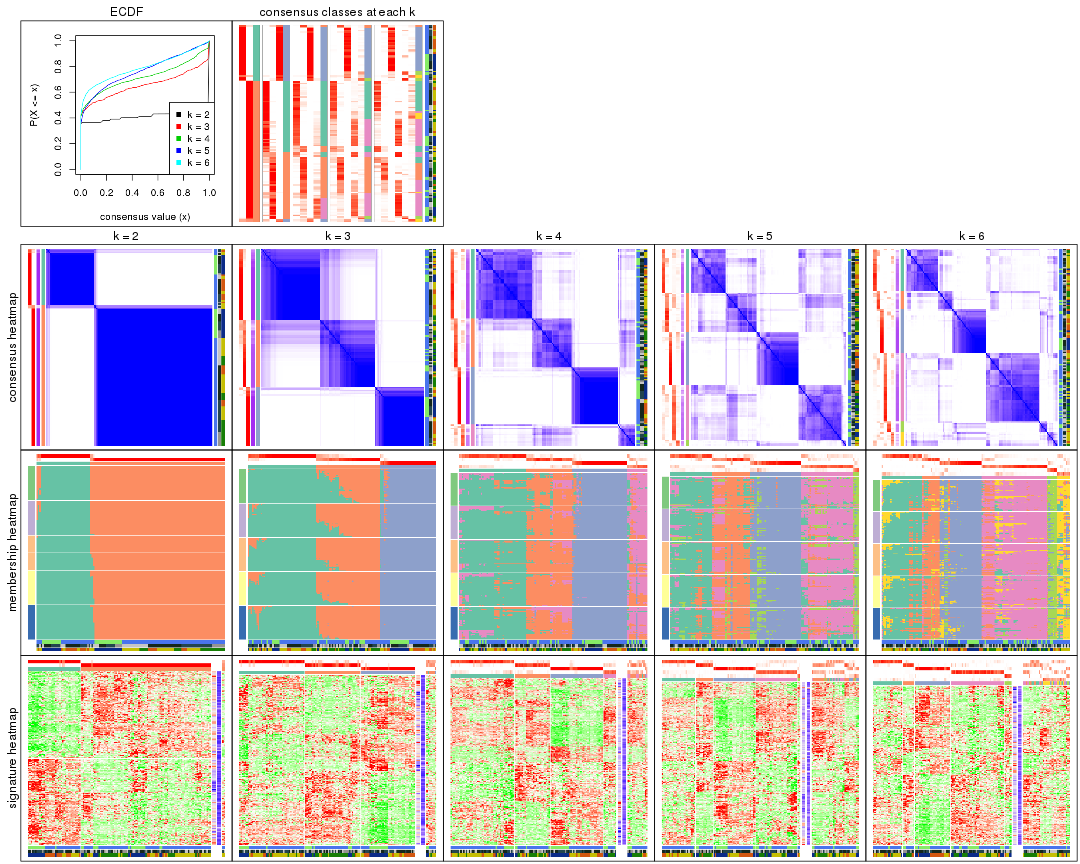 ECDF
consensus classes at each k
P(X <= x)
0.0 0.2 0.4 0.6 0.8 1.0
k = 2
k = 3
k = 4
k = 5
k = 6
0.0 0.2 0.4 0.6 0.8 1.0
consensus value (x)
k = 2
k = 3
k = 4
k = 5
k = 6
consensus heatmap
membership heatmap
signature heatmap